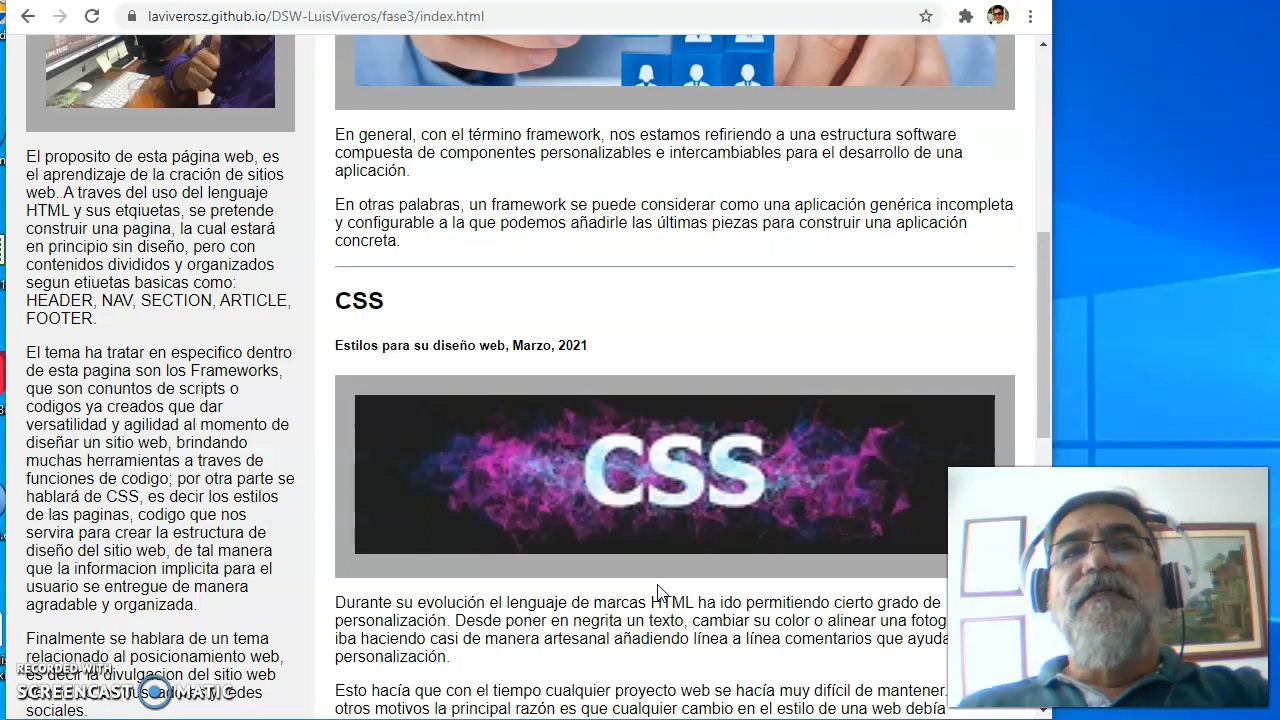 laviverosz.github.io/DSW-LuisViveros/fase3/index.html
El proposito de esta página web, es
el aprendizaje de la cración de sitios
web. A traves del uso del lenguaje
HTML y sus etqiuetas, se pretende
construir una pagina, la cual estará
en principio sin diseño, pero con
contenidos divididos y organizados
segun etiuetas basicas como:
HEADER, NAV, SECTION, ARTICLE,
FOOTER.
El tema ha tratar en especifico dentro
de esta pagina son los Frameworks,
que son conuntos de scripts o
codigos ya creados que dar
versatilidad y agilidad al momento de
diseñar un sitio web, brindando
muchas herramientas a traves de
funciones de codigo; por otra parte se
hablará de CSS, es decir los estilos
de las paginas, codigo que nos
servira para crear la estructura de
diseño del sitio web, de tal manera
que la informacion implicita para el
usuario se entregue de manera
agradable y organizada.
Finalmente se hablara de un tema
relacionado al posicionamiento web,
es decir la divulgacion del sitio web
redes
sociales.
RECORDED WITH
SCREENCAST MATIC
En general, con el término framework, nos estamos refiriendo a una estructura software
compuesta de componentes personalizables e intercambiables para el desarrollo de una
aplicación.
En otras palabras, un framework se puede considerar como una aplicación genérica incompleta
y configurable a la que podemos añadirle las últimas piezas para construir una aplicación
concreta.
CSS
Estilos para su diseño web, Marzo, 2021
CSS
Durante su evolución el lenguaje de marcas HTML ha ido permitiendo cierto grado de
personalización. Desde poner en negrita un texto, cambiar su color o alinear una fotog
iba haciendo casi de manera artesanal añadiendo línea a línea comentarios que ayuda
personalización.
Esto hacía que con el tiempo cualquier proyecto web se hacía muy difícil de mantener.
otros motivos la principal razón es que cualquier cambio en el estilo de una web debía